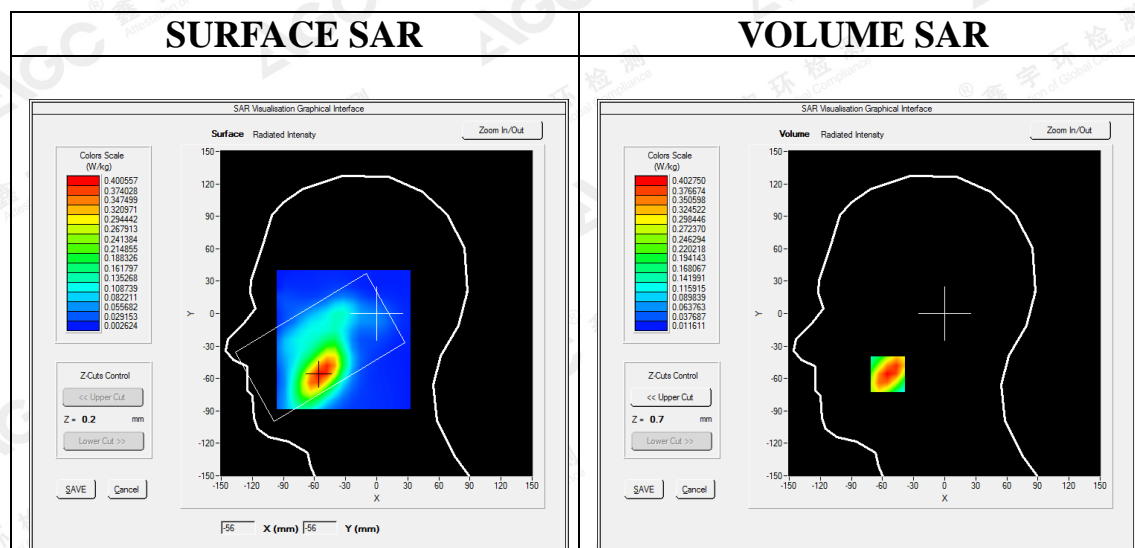 SURFACE SAR
VOLUME SAR
SAR Visualisation Graphical Interface
Surface Radiated Intensity
Zoom In/Out
Colors Scale
(W/kg)
0.400557
0.374028
0.347499
0.320971
0.294442
0.267913
0.241384
0.214855
0.188326
0.161797
0.135268
0.108739
0.082211
0.055682
0.029153
0.002624
150
120
90
60
30
0
-30
-60
-90
-120
-150
Y
-150 -120 -90 -60 -30 0 30 60 90 120 150
X
Z-Cuts Control
<< Upper Cut
Z = 0.2 mm
Lower Cut >>
SAVE Cancel
-56 X (mm) -56 Y (mm)
SAR Visualisation Graphical Interface
Volume Radiated Intensity
Zoom In/Out
Colors Scale
(W/kg)
0.402750
0.376674
0.350598
0.324522
0.298446
0.272370
0.246294
0.220218
0.194143
0.168067
0.141991
0.115915
0.089839
0.063763
0.037687
0.011611
150
120
90
60
30
0
-30
-60
-90
-120
-150
Y
-150 -120 -90 -60 -30 0 30 60 90 120 150
X
Z-Cuts Control
<< Upper Cut
Z = 0.7 mm
Lower Cut >>
SAVE Cancel